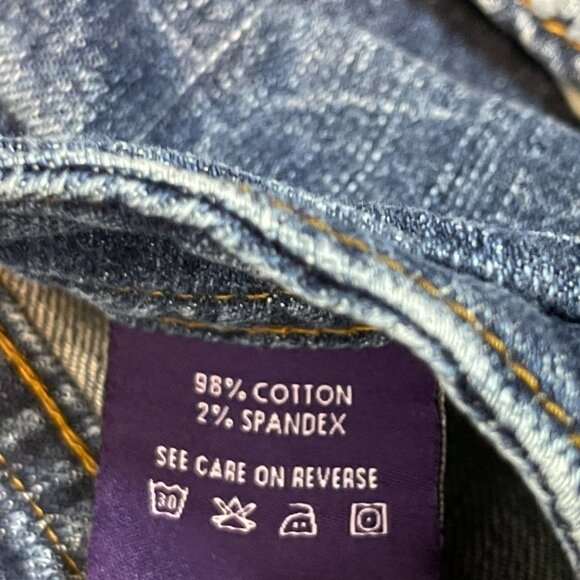 98% COTTON
2% SPANDEX
SEE CARE ON REVERSE
30